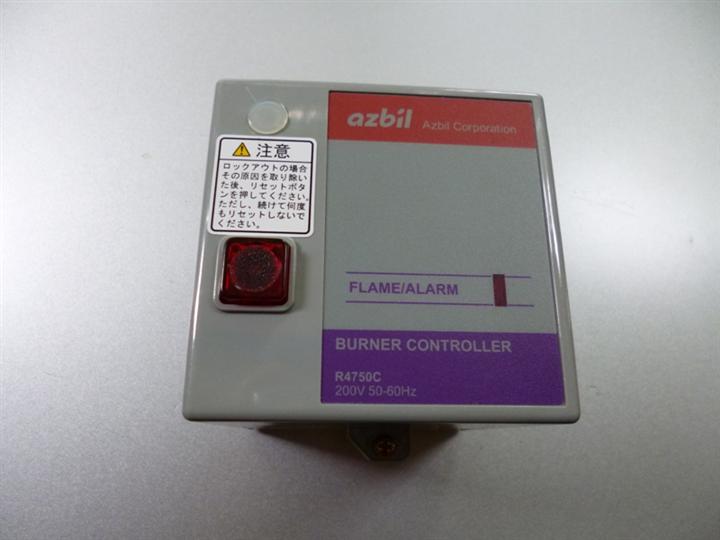 azbil Azbil Corporation
注意
ロックアウトの場合
その原因を取り除い
た後、リセットボタ
ンを押してください。
ただし、続けて何度
もリセットしないで
ください。
FLAME/ALARM
BURNER CONTROLLER
R4750C
200V 50-60Hz